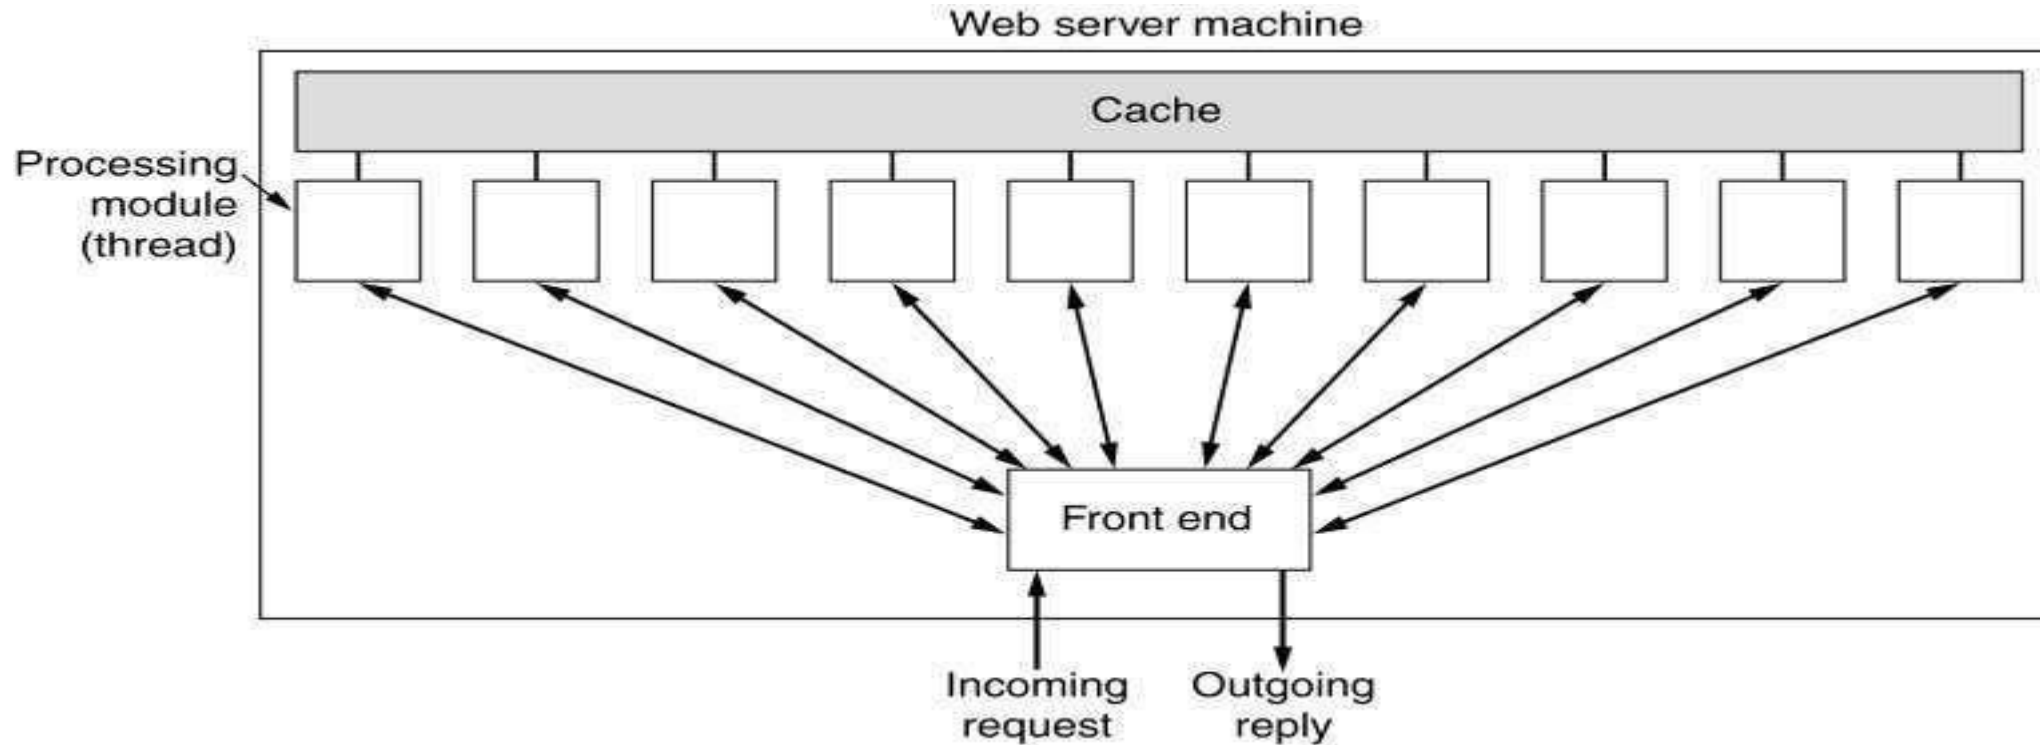 Web server machine
Cache
Processing
module
(thread)
Front end
Incoming
request
Outgoing
reply